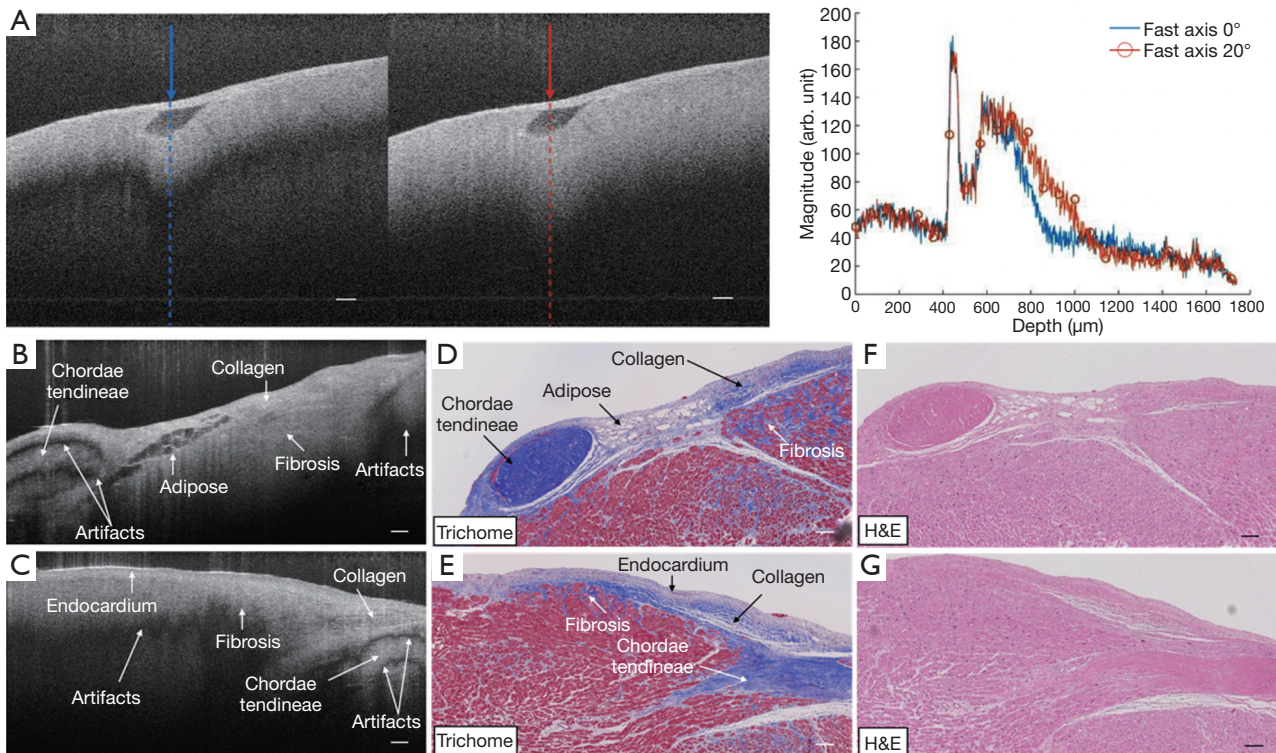 A
Magnitude (arb. unit)
200
180
160
140
120
100
80
60
40
20
0
0
200
400
600
800
1000
1200
1400
1600
1800
Depth (µm)
Fast axis 0°
Fast axis 20°
B
Chordae
tendineae
Collagen
Fibrosis
Artifacts
Adipose
Artifacts
C
Endocardium
Collagen
Fibrosis
Artifacts
Chordae
tendineae
Artifacts
D
Collagen
Adipose
Chordae
tendineae
Fibrosis
Trichome
E
Endocardium
Collagen
Fibrosis
Chordae
tendineae
Trichome
F
H&E
G
H&E